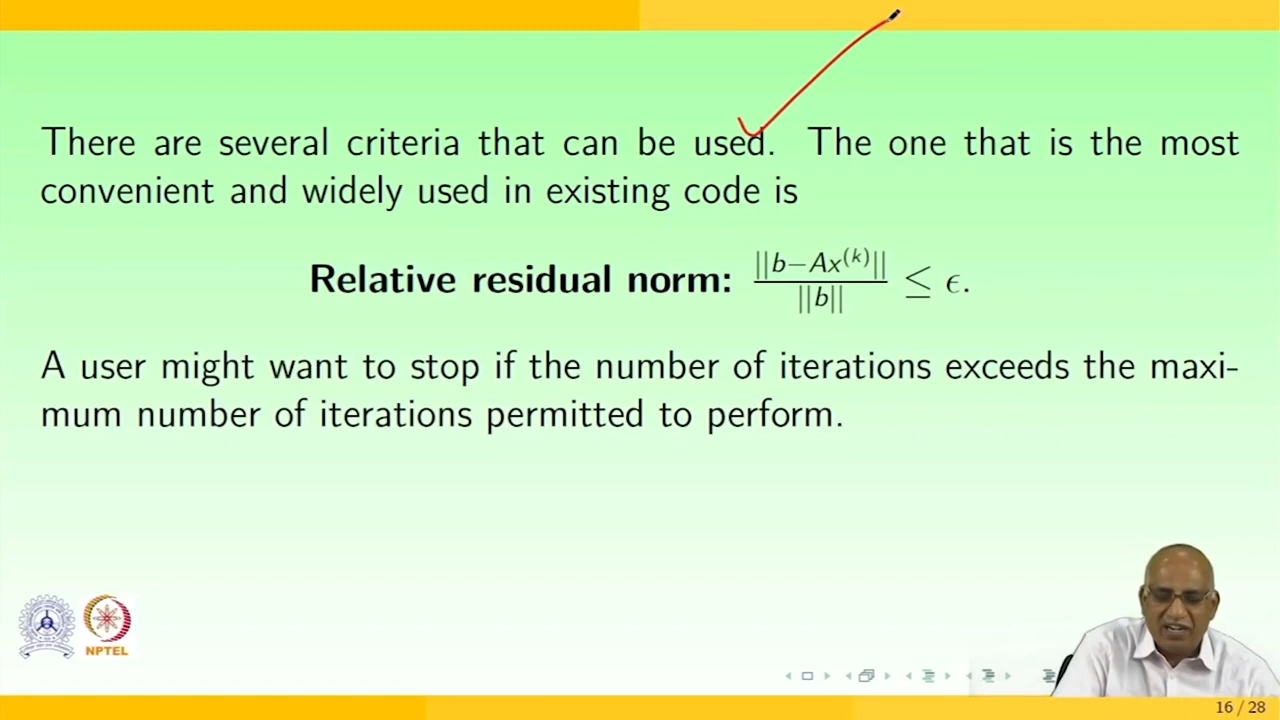 There are several criteria that can be used. The one that is the most
convenient and widely used in existing code is
Relative residual norm: ||b−Ax^(k)|| / ||b|| ≤ ϵ.
A user might want to stop if the number of iterations exceeds the maxi-
mum number of iterations permitted to perform.
NPTEL
16 / 28